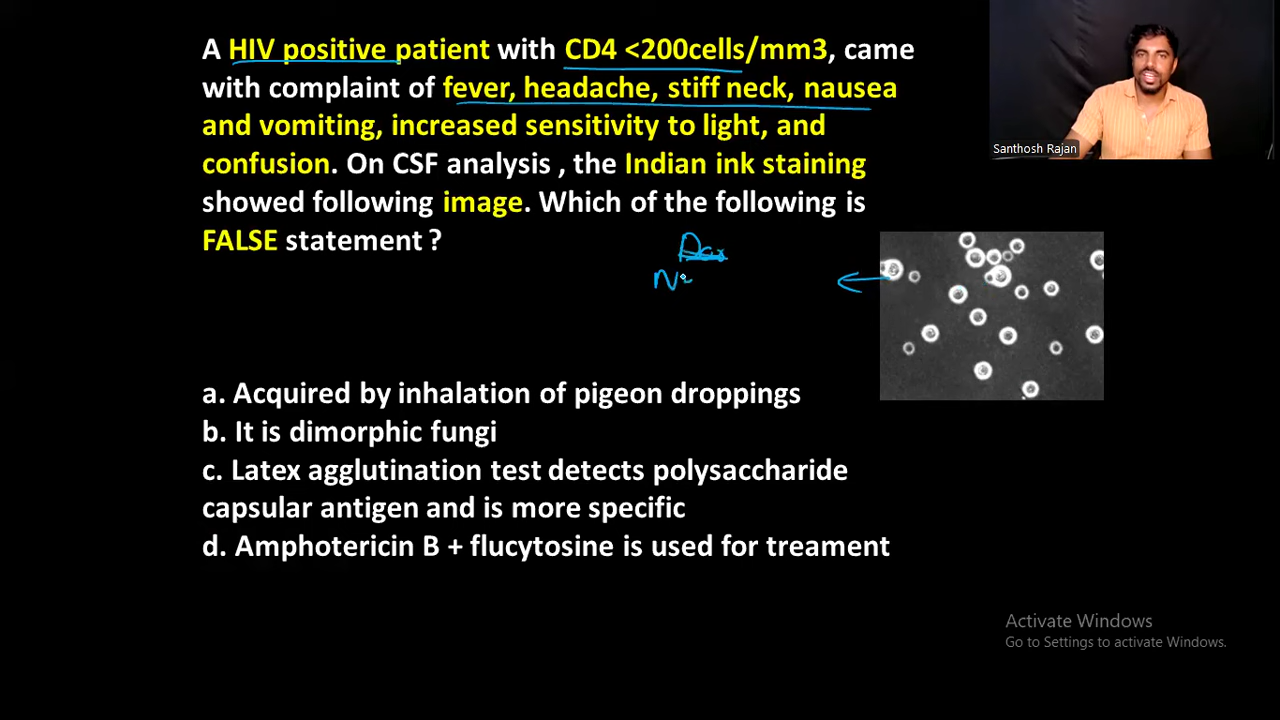 A HIV positive patient with CD4 <200cells/mm3, came
with complaint of fever, headache, stiff neck, nausea
and vomiting, increased sensitivity to light, and
confusion. On CSF analysis , the Indian ink staining
showed following image. Which of the following is
FALSE statement ?
Santhosh Rajan
a. Acquired by inhalation of pigeon droppings
b. It is dimorphic fungi
c. Latex agglutination test detects polysaccharide
capsular antigen and is more specific
d. Amphotericin B + flucytosine is used for treament
Activate Windows
Go to Settings to activate Windows.